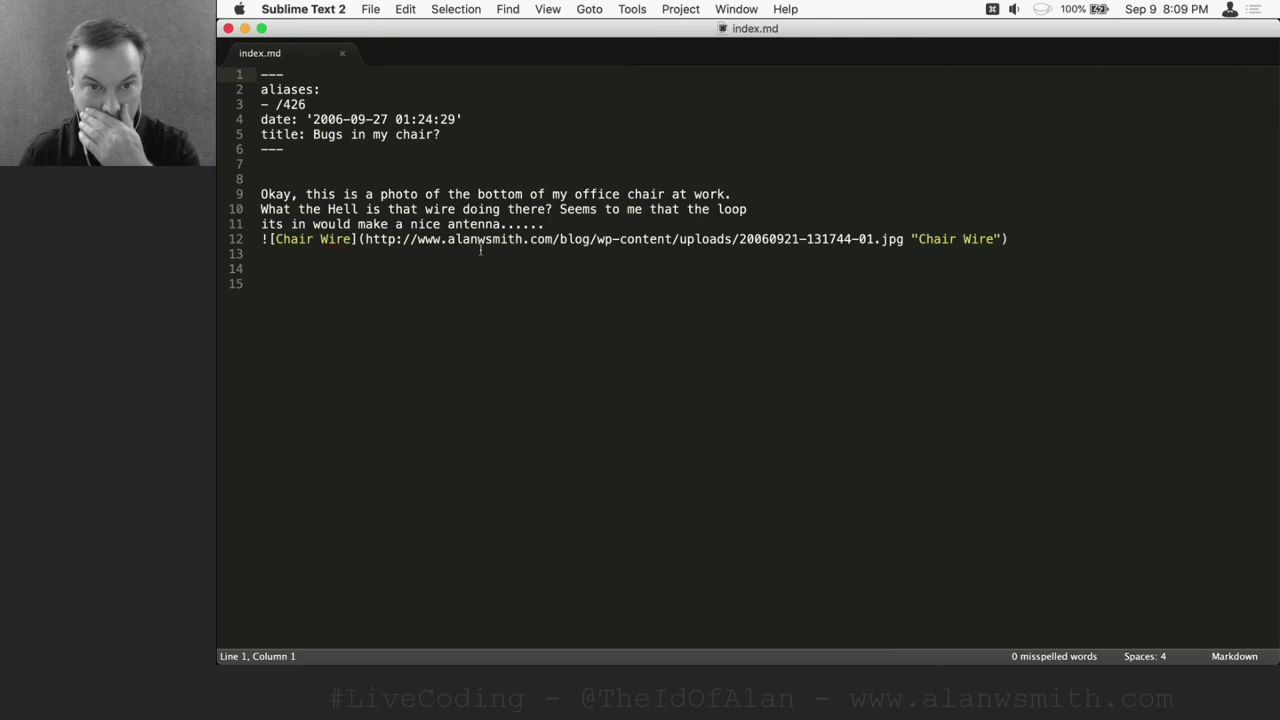 Sublime Text 2 File Edit Selection Find View Goto Tools Project Window Help 100% Sep 9 8:09 PM
index.md
index.md
1 ---
2 aliases:
3 - /426
4 date: '2006-09-27 01:24:29'
5 title: Bugs in my chair?
6 ---
7
8
9 Okay, this is a photo of the bottom of my office chair at work.
10 What the Hell is that wire doing there? Seems to me that the loop
11 its in would make a nice antenna......
12 ![Chair Wire](http://www.alanwsmith.com/blog/wp-content/uploads/20060921-131744-01.jpg "Chair Wire")
13
14
15
Line 1, Column 1 0 misspelled words Spaces: 4 Markdown
#LiveCoding - @TheIdOfAlan - www.alanwsmith.com